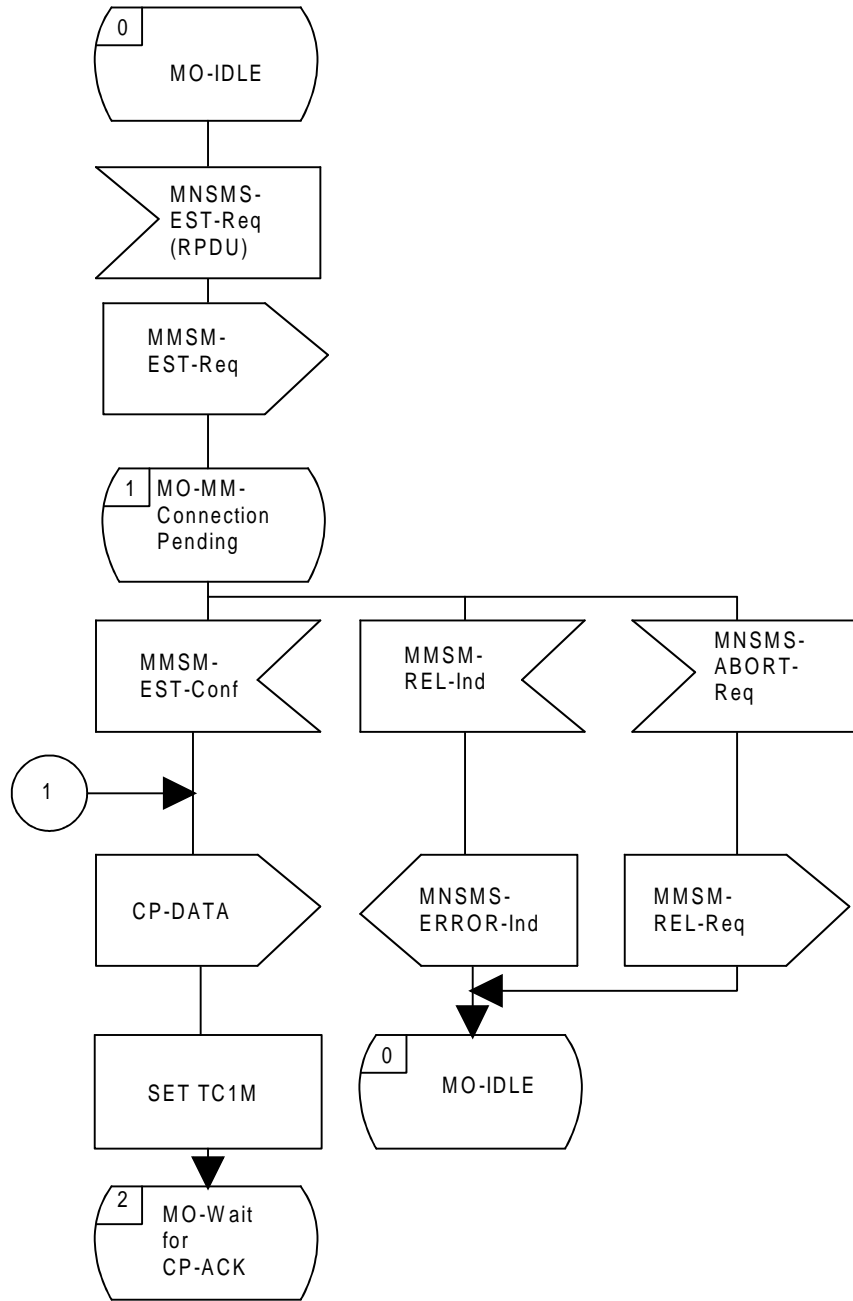 0
MO-IDLE
MNSMS-
EST-Req
(RPDU)
MMSM-
EST-Req
1
MO-MM-
Connection
Pending
MMSM-
EST-Conf
MMSM-
REL-Ind
MNSMS-
ABORT-
Req
1
CP-DATA
MNSMS-
ERROR-Ind
MMSM-
REL-Req
SET TC1M
0
MO-IDLE
2
MO-Wait
for
CP-ACK